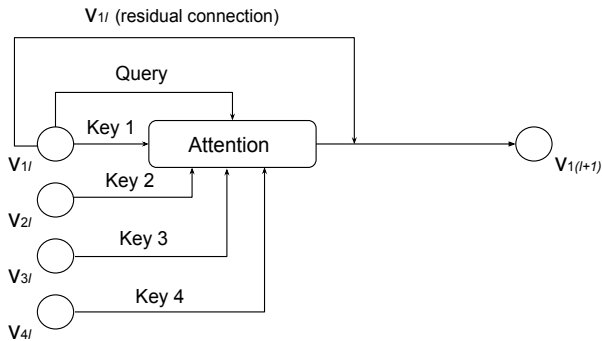 V1l (residual connection)
Query
Key 1
Attention
V1l
V1(l+1)
Key 2
V2l
Key 3
V3l
Key 4
V4l